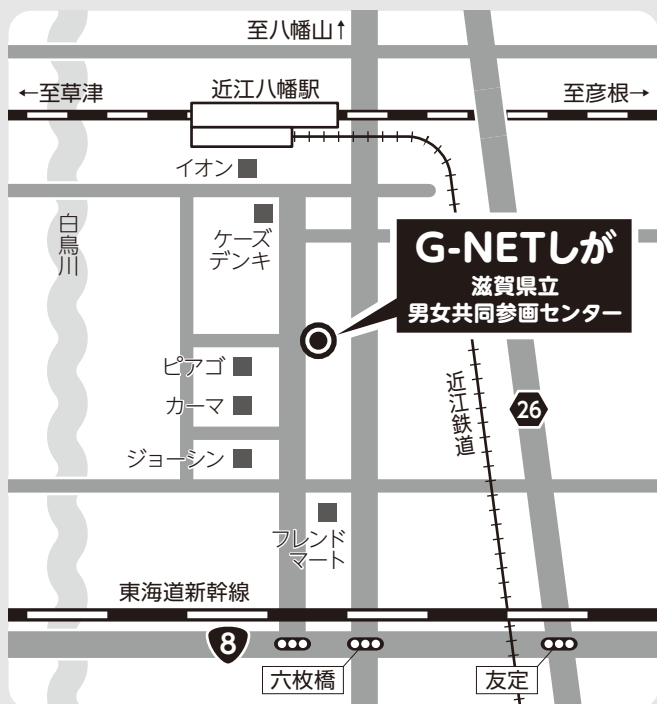 至八幡山↑
←至草津
近江八幡駅
至彦根→
イオン
白鳥川
ケーズ
デンキ
G-NETしが
滋賀県立
男女共同参画センター
ピアゴ
カーマ
近江鉄道
26
ジョーシン
フレンド
マート
東海道新幹線
8
六枚橋
友定